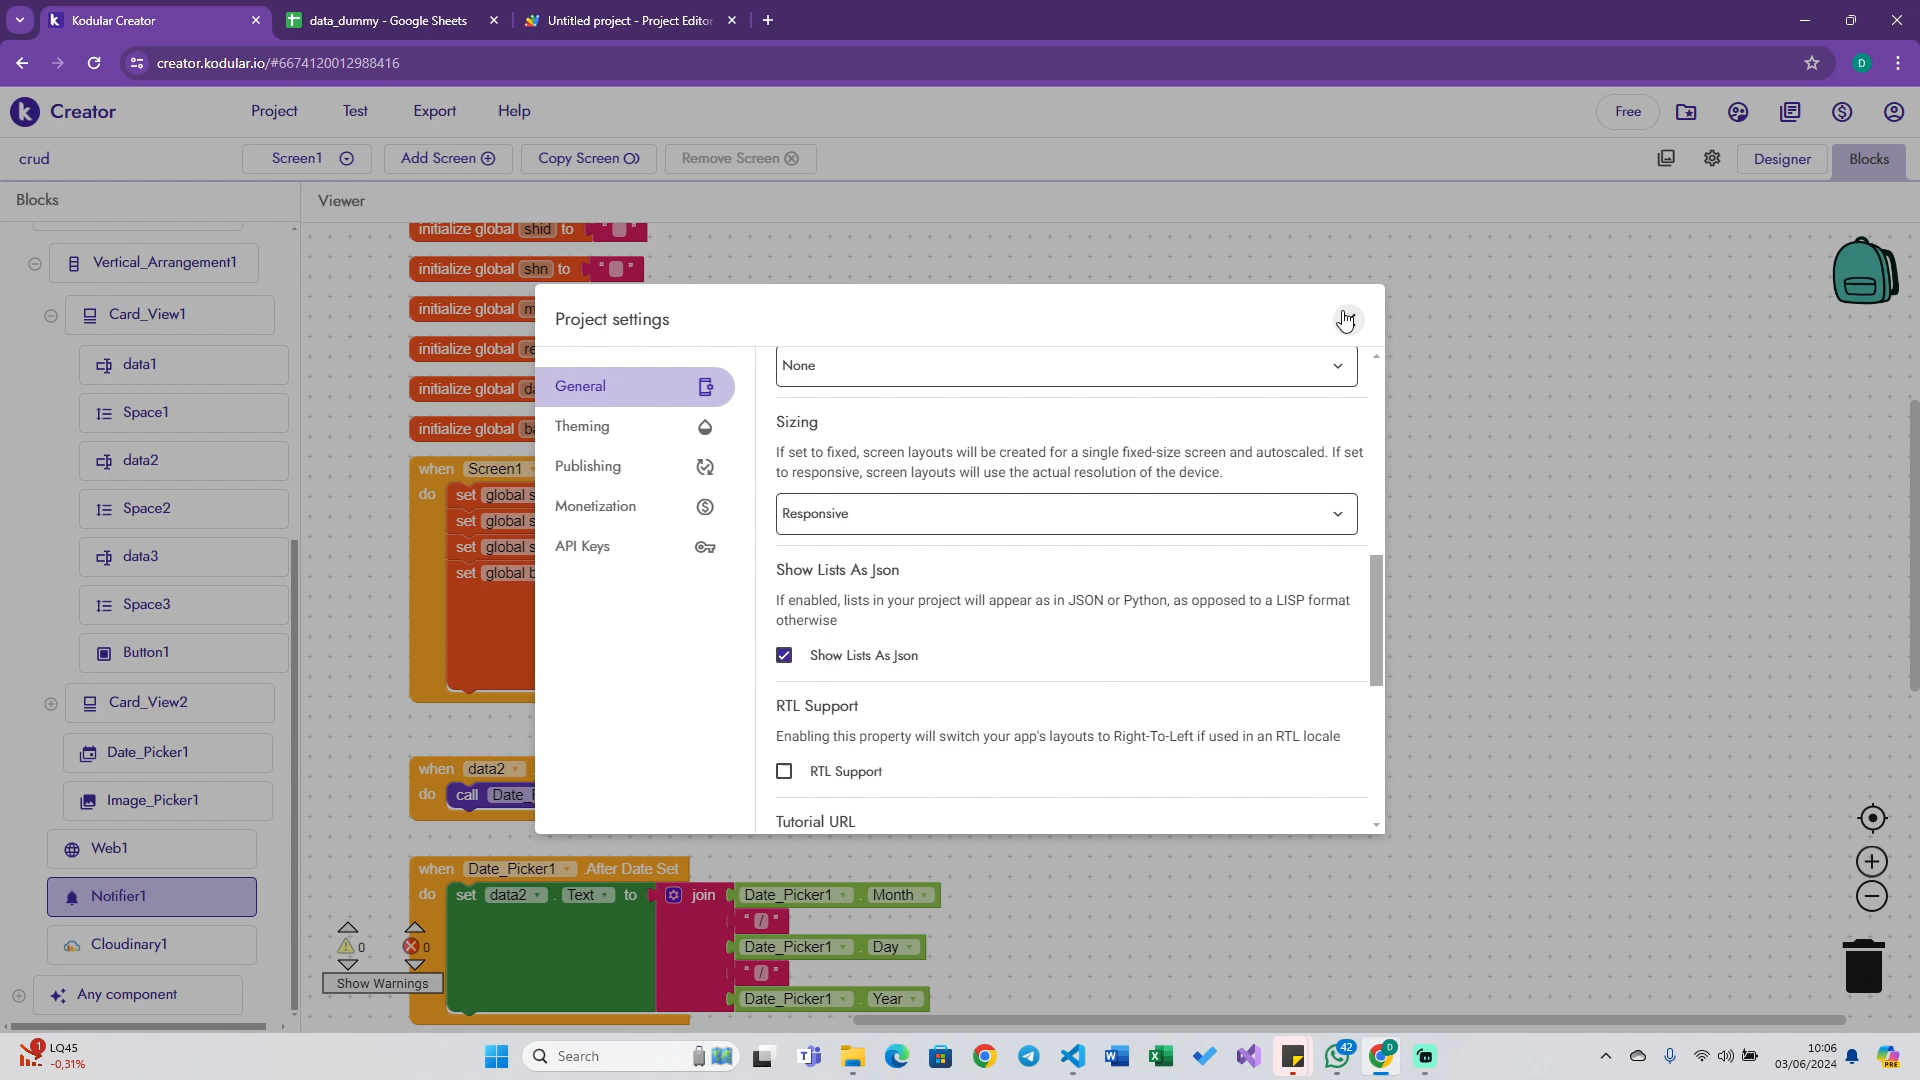 Kodular Creator
data_dummy - Google Sheets
Untitled project - Project Editor
creator.kodular.io/#6674120012988416
D
Creator
Project
Test
Export
Help
Free
crud
Screen1
Add Screen
Copy Screen
Remove Screen
Designer
Blocks
Blocks
Viewer
Vertical_Arrangement1
Card_View1
data1
Space1
data2
Space2
data3
Space3
Button1
Card_View2
Date_Picker1
Image_Picker1
Web1
Notifier1
Cloudinary1
Any component
initialize global shid to " "
initialize global shn to " "
initialize global
initialize global
initialize global
initialize global
when Screen1
do set global
set global
set global
set global
when data2
do call
when Date_Picker1 .After Date Set
do set data2 . Text to join Date_Picker1 . Month
" / "
Date_Picker1 . Day
" / "
Date_Picker1 . Year
0
0
Show Warnings
Project settings
General
Theming
Publishing
Monetization
API Keys
None
Sizing
If set to fixed, screen layouts will be created for a single fixed-size screen and autoscaled. If set
to responsive, screen layouts will use the actual resolution of the device.
Responsive
Show Lists As Json
If enabled, lists in your project will appear as in JSON or Python, as opposed to a LISP format
otherwise
Show Lists As Json
RTL Support
Enabling this property will switch your app's layouts to Right-To-Left if used in an RTL locale
RTL Support
Tutorial URL
1
LQ45
-0,31%
Search
42
D
10:06
03/06/2024
PRE